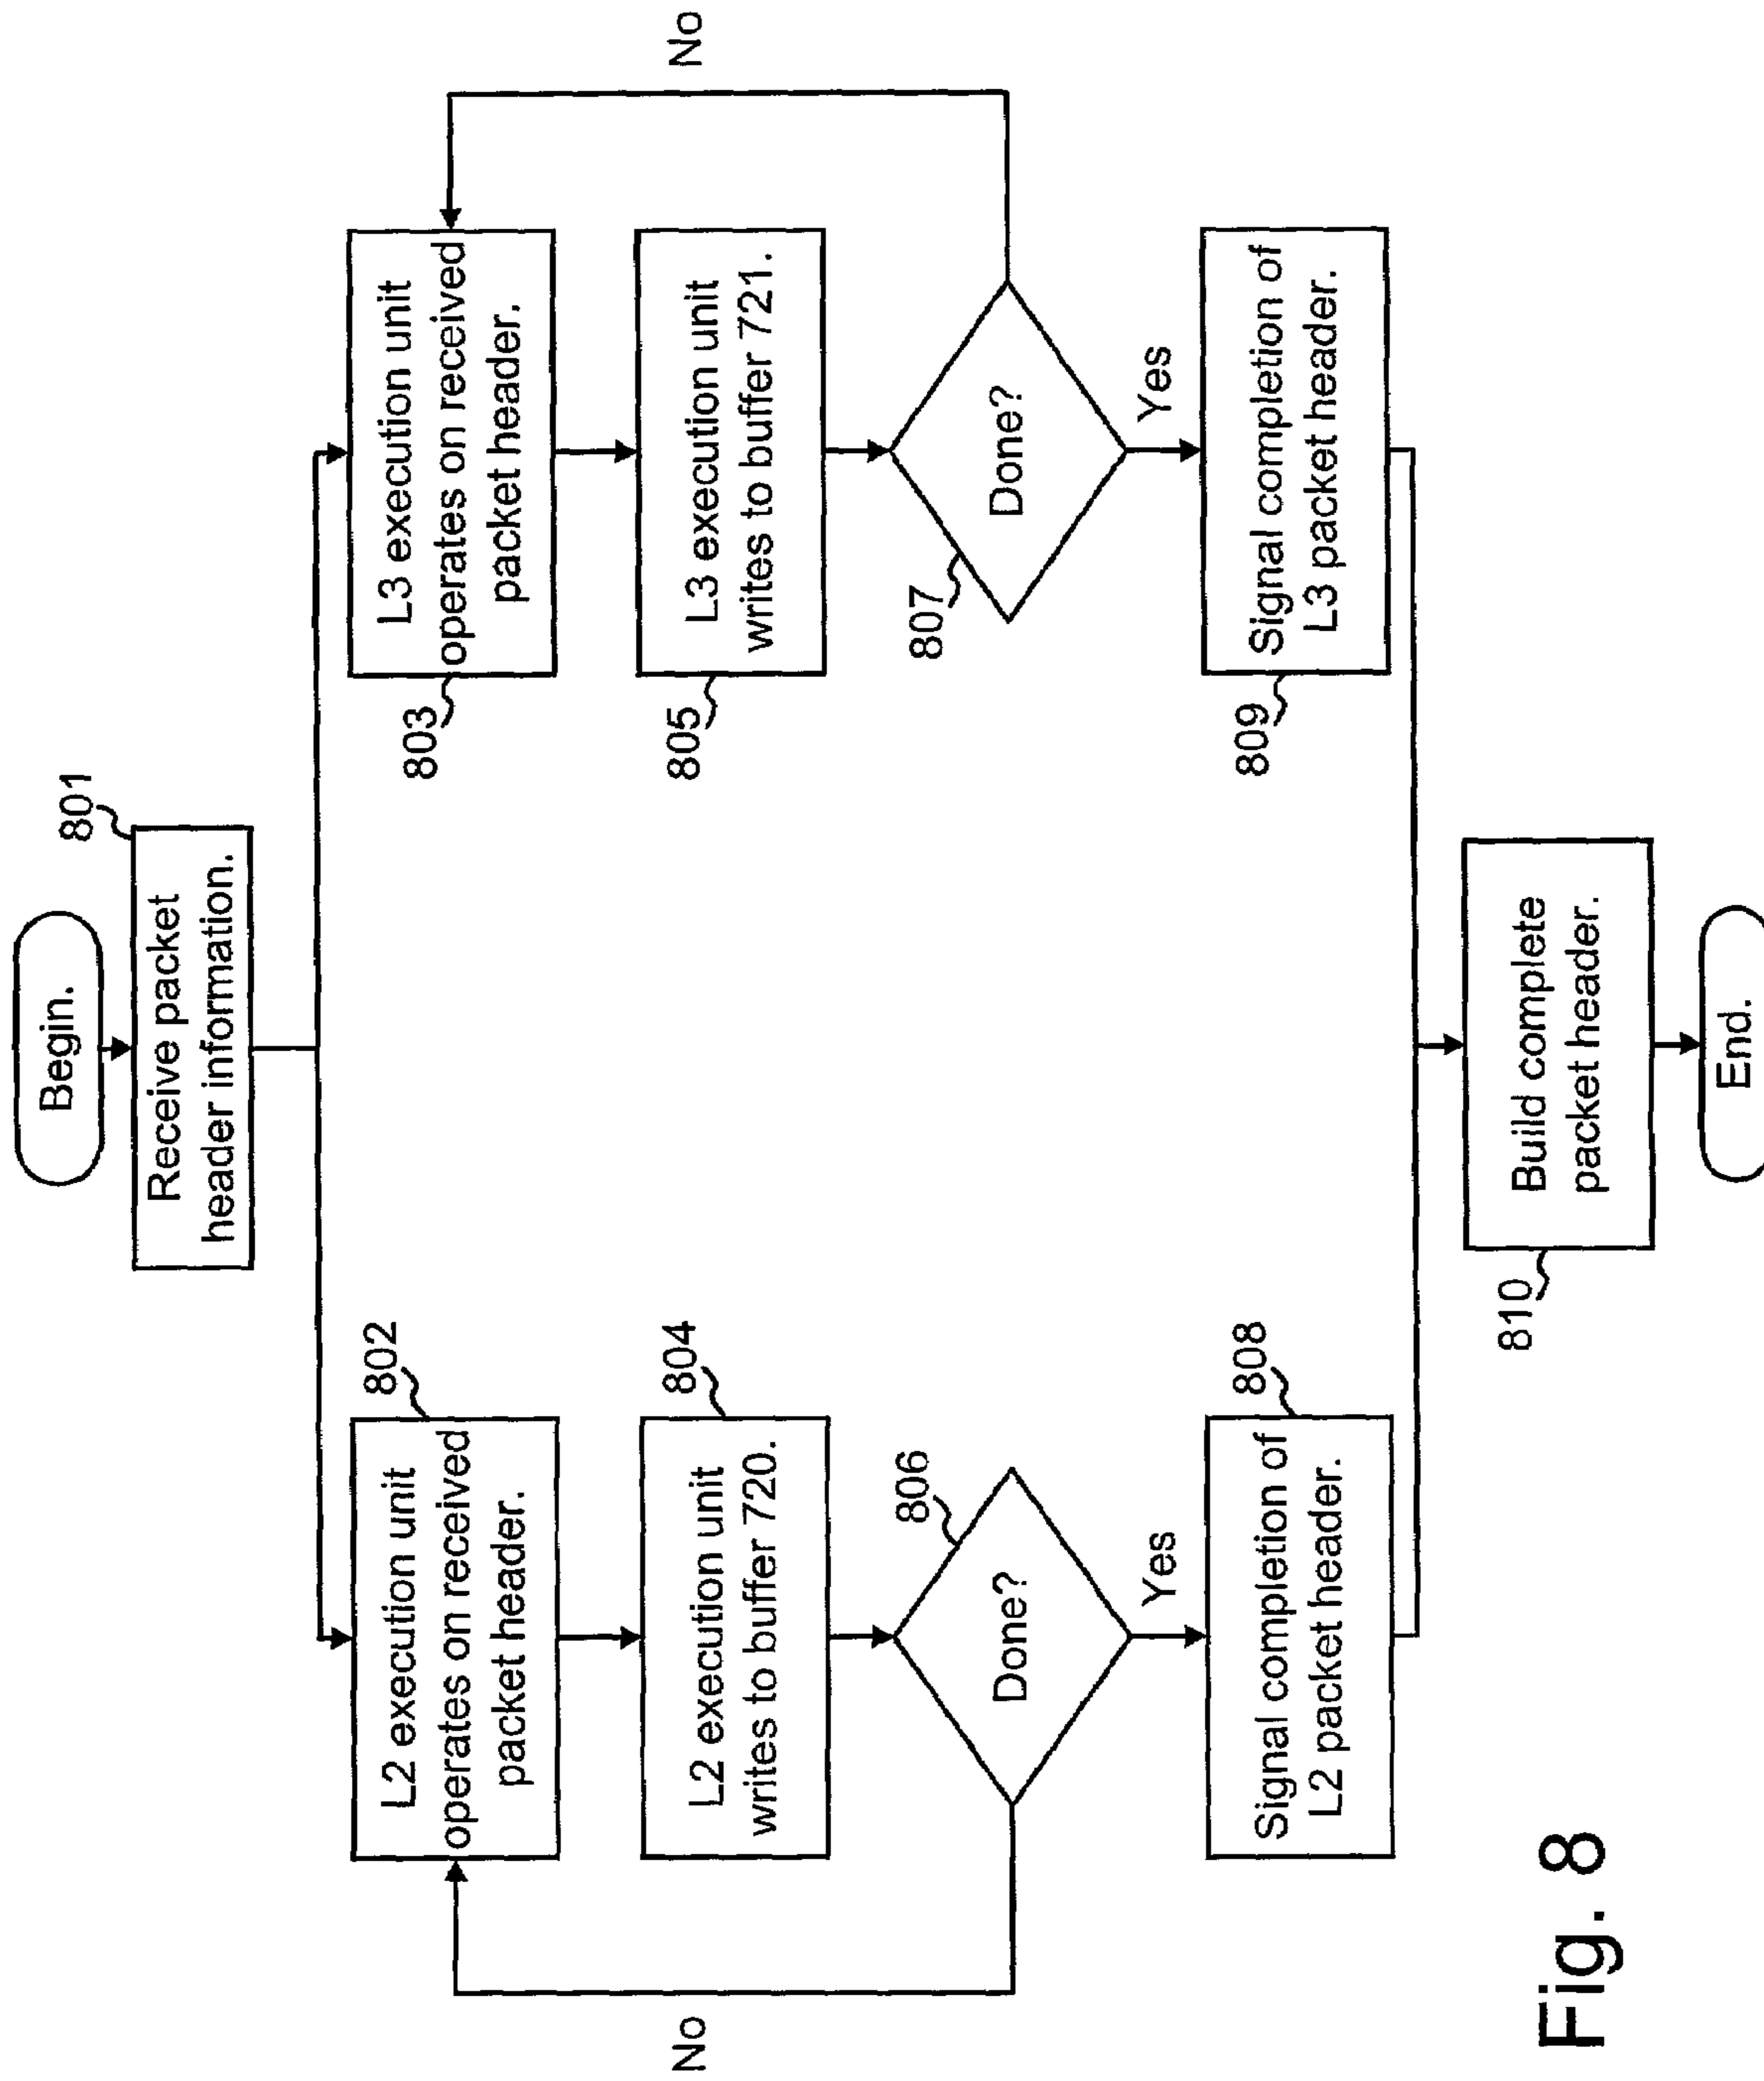 Begin.
801
Receive packet
header information.
802
L2 execution unit
operates on received
packet header.
803
L3 execution unit
operates on received
packet header.
804
L2 execution unit
writes to buffer 720.
805
L3 execution unit
writes to buffer 721.
No
No
806
Done?
807
Done?
Yes
Yes
808
Signal completion of
L2 packet header.
809
Signal completion of
L3 packet header.
810
Build complete
packet header.
End.
Fig. 8